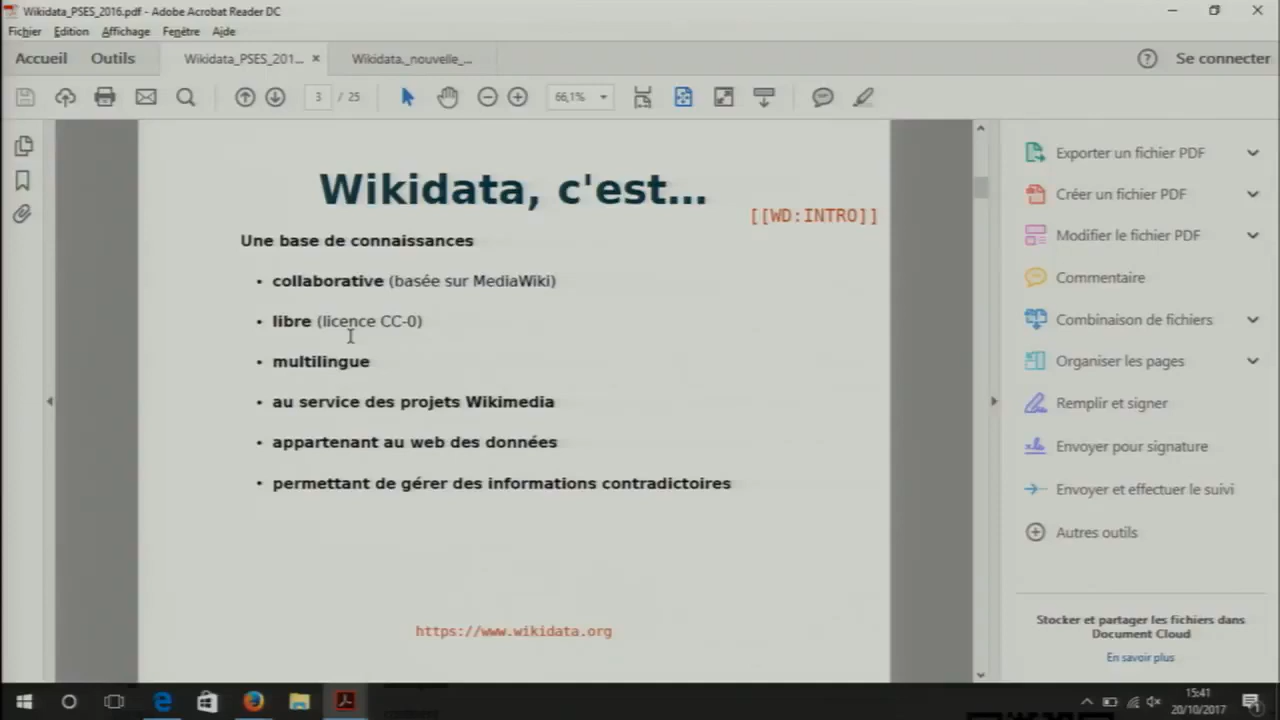 Wikidata_PSES_2016.pdf - Adobe Acrobat Reader DC
Fichier Edition Affichage Fenêtre Aide
Accueil Outils Wikidata_PSES_201... × Wikidata,_nouvelle_... Se connecter
3 / 25 66,1%
Wikidata, c'est...
[[WD:INTRO]]
Une base de connaissances
• collaborative (basée sur MediaWiki)
• libre (licence CC-0)
• multilingue
• au service des projets Wikimedia
• appartenant au web des données
• permettant de gérer des informations contradictoires
https://www.wikidata.org
Exporter un fichier PDF
Créer un fichier PDF
Modifier le fichier PDF
Commentaire
Combinaison de fichiers
Organiser les pages
Remplir et signer
Envoyer pour signature
Envoyer et effectuer le suivi
Autres outils
Stocker et partager les fichiers dans
Document Cloud
En savoir plus
15:41
20/10/2017